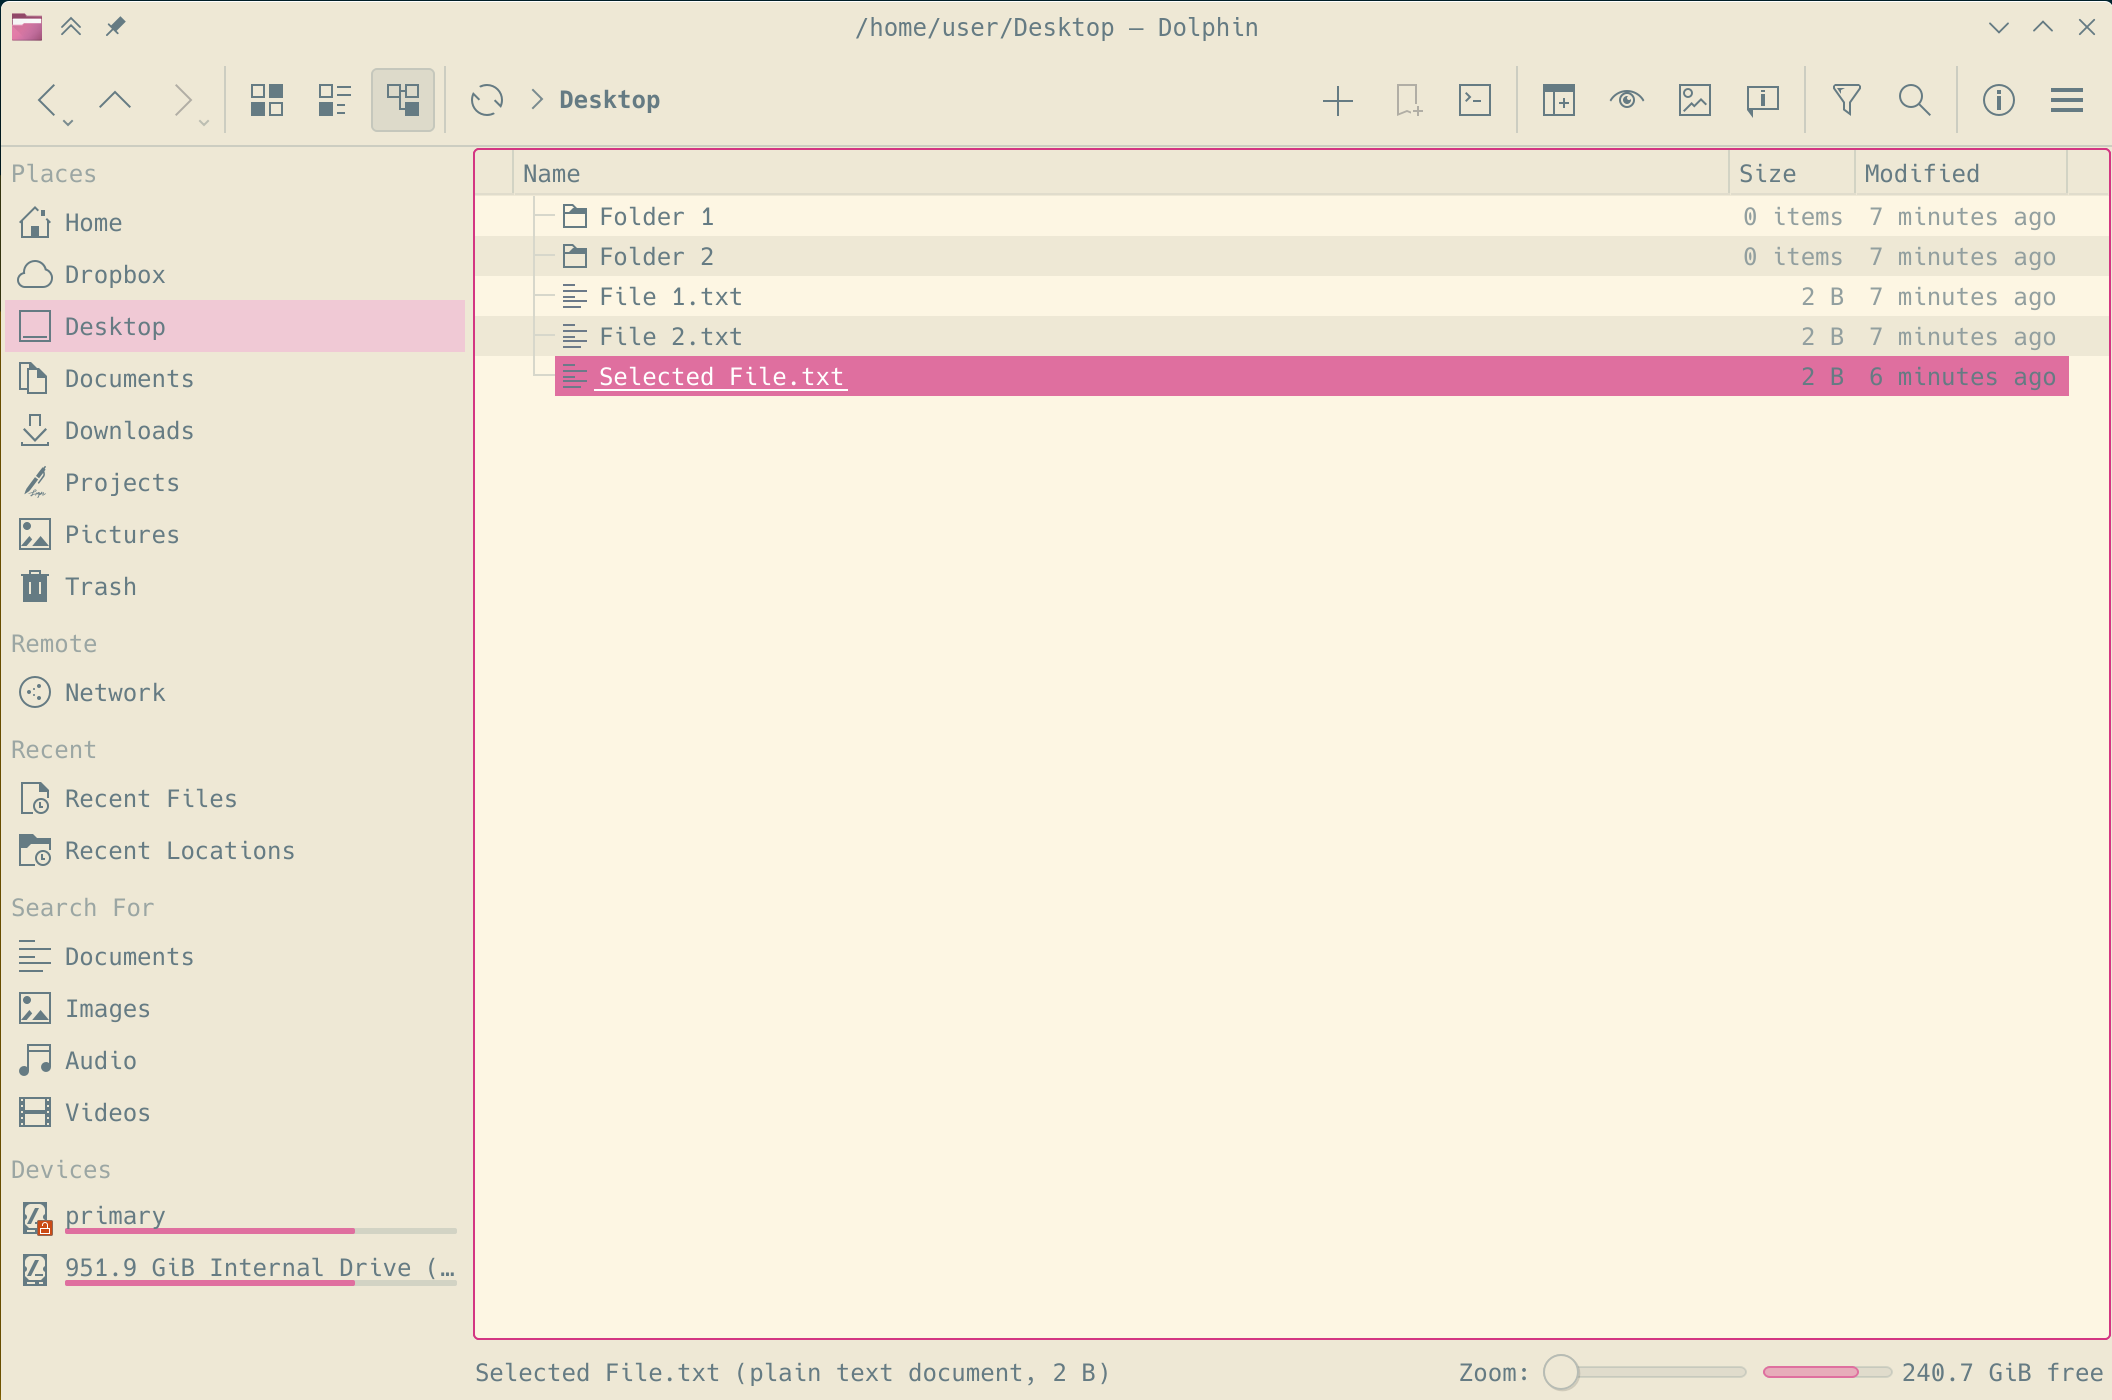 /home/user/Desktop — Dolphin
Desktop
Places
Home
Dropbox
Desktop
Documents
Downloads
Projects
Pictures
Trash
Remote
Network
Recent
Recent Files
Recent Locations
Search For
Documents
Images
Audio
Videos
Devices
primary
951.9 GiB Internal Drive (…
Name Size Modified
Folder 1 0 items 7 minutes ago
Folder 2 0 items 7 minutes ago
File 1.txt 2 B 7 minutes ago
File 2.txt 2 B 7 minutes ago
Selected File.txt 2 B 6 minutes ago
Selected File.txt (plain text document, 2 B) Zoom: 240.7 GiB free